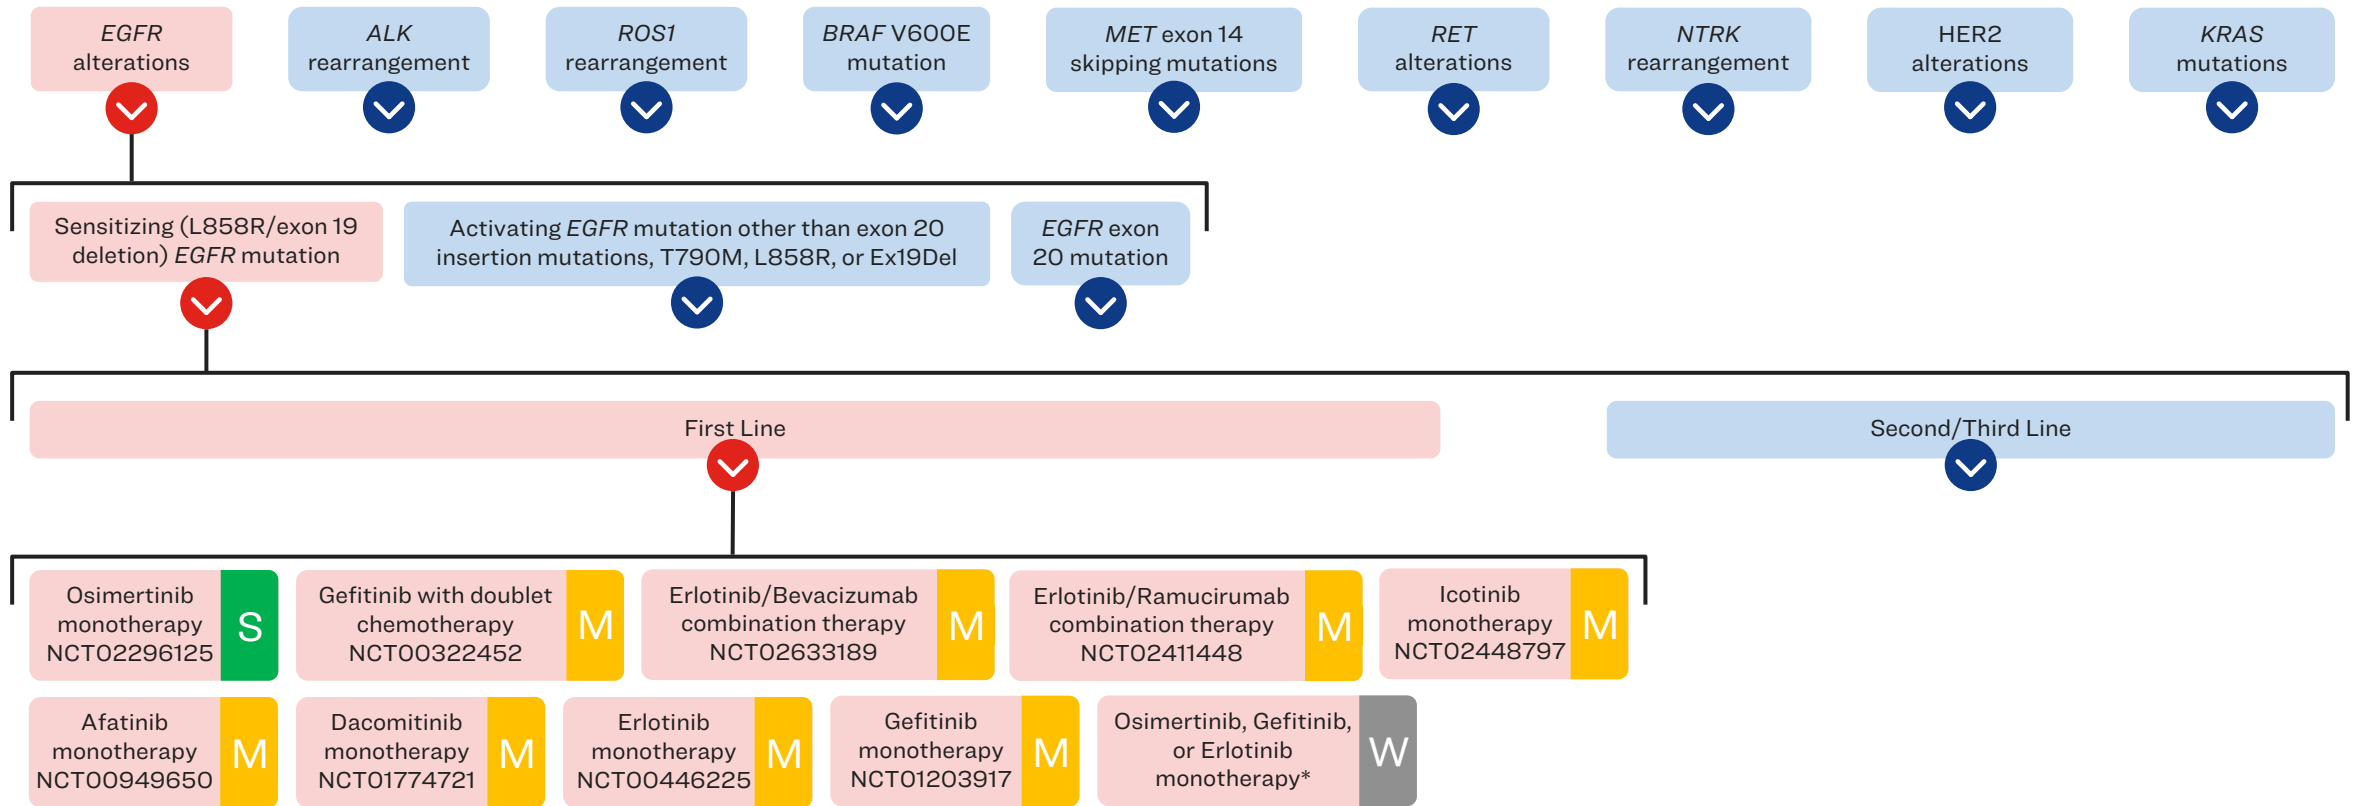 EGFR
alterations
ALK
rearrangement
ROS1
rearrangement
BRAF V600E
mutation
MET exon 14
skipping mutations
RET
alterations
NTRK
rearrangement
HER2
alterations
KRAS
mutations
Sensitizing (L858R/exon 19
deletion) EGFR mutation
Activating EGFR mutation other than exon 20
insertion mutations, T790M, L858R, or Ex19Del
EGFR exon
20 mutation
First Line
Second/Third Line
Osimertinib
monotherapy
NCT02296125
S
Gefitinib with doublet
chemotherapy
NCT00322452
M
Erlotinib/Bevacizumab
combination therapy
NCT02633189
M
Erlotinib/Ramucirumab
combination therapy
NCT02411448
M
Icotinib
monotherapy
NCT02448797
M
Afatinib
monotherapy
NCT00949650
M
Dacomitinib
monotherapy
NCT01774721
M
Erlotinib
monotherapy
NCT00446225
M
Gefitinib
monotherapy
NCT01203917
M
Osimertinib, Gefitinib,
or Erlotinib
monotherapy*
W